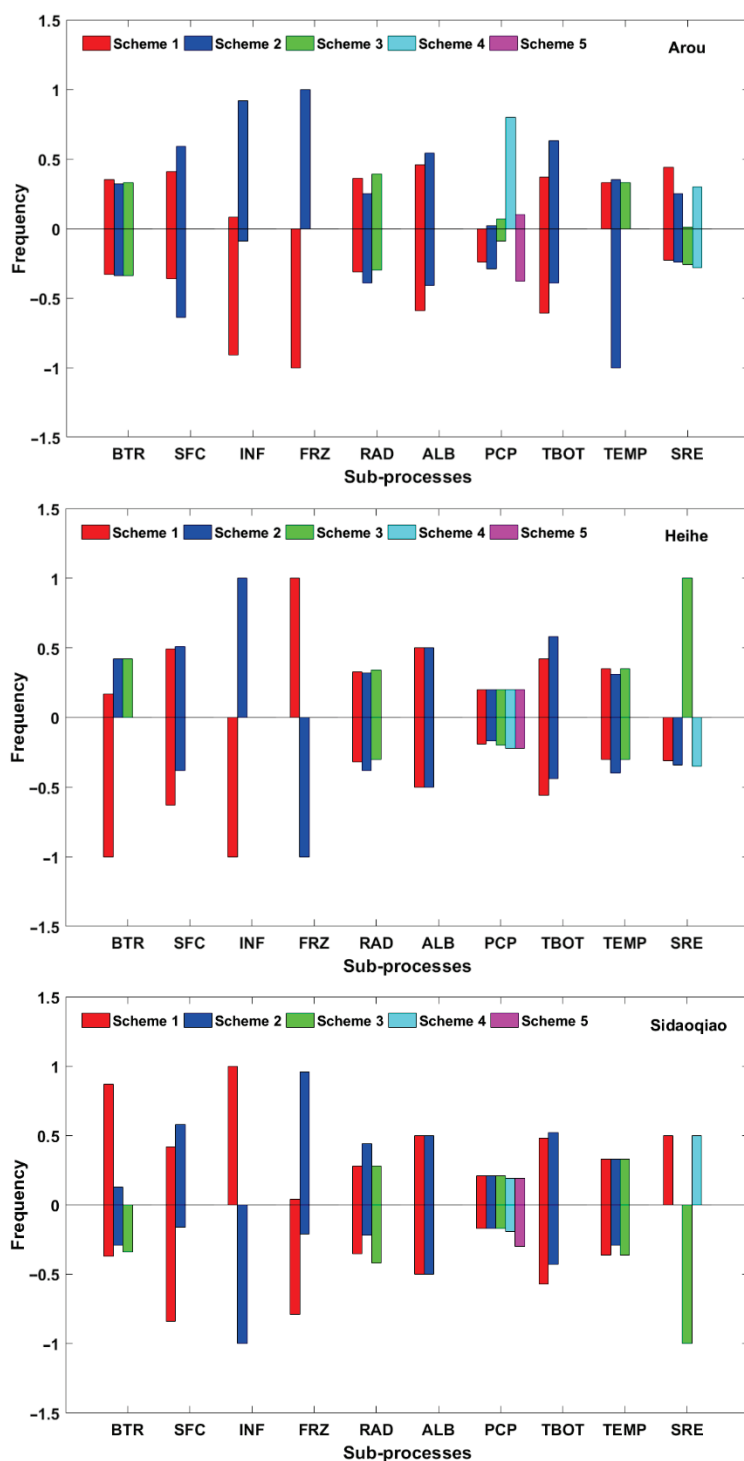 1.5
Scheme 1 Scheme 2 Scheme 3 Scheme 4 Scheme 5 Arou
1
0.5
0
−0.5
−1
−1.5
Frequency
BTR SFC INF FRZ RAD ALB PCP TBOT TEMP SRE
Sub-processes
1.5
Scheme 1 Scheme 2 Scheme 3 Scheme 4 Scheme 5 Heihe
1
0.5
0
−0.5
−1
−1.5
Frequency
BTR SFC INF FRZ RAD ALB PCP TBOT TEMP SRE
Sub-processes
1.5
Scheme 1 Scheme 2 Scheme 3 Scheme 4 Scheme 5 Sidaoqiao
1
0.5
0
−0.5
−1
−1.5
Frequency
BTR SFC INF FRZ RAD ALB PCP TBOT TEMP SRE
Sub-processes